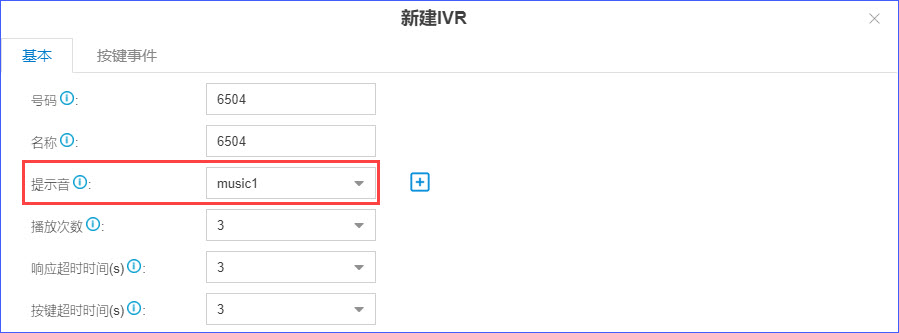 新建IVR
基本 按键事件
号码: 6504
名称: 6504
提示音: music1
播放次数: 3
响应超时时间(s): 3
按键超时时间(s): 3